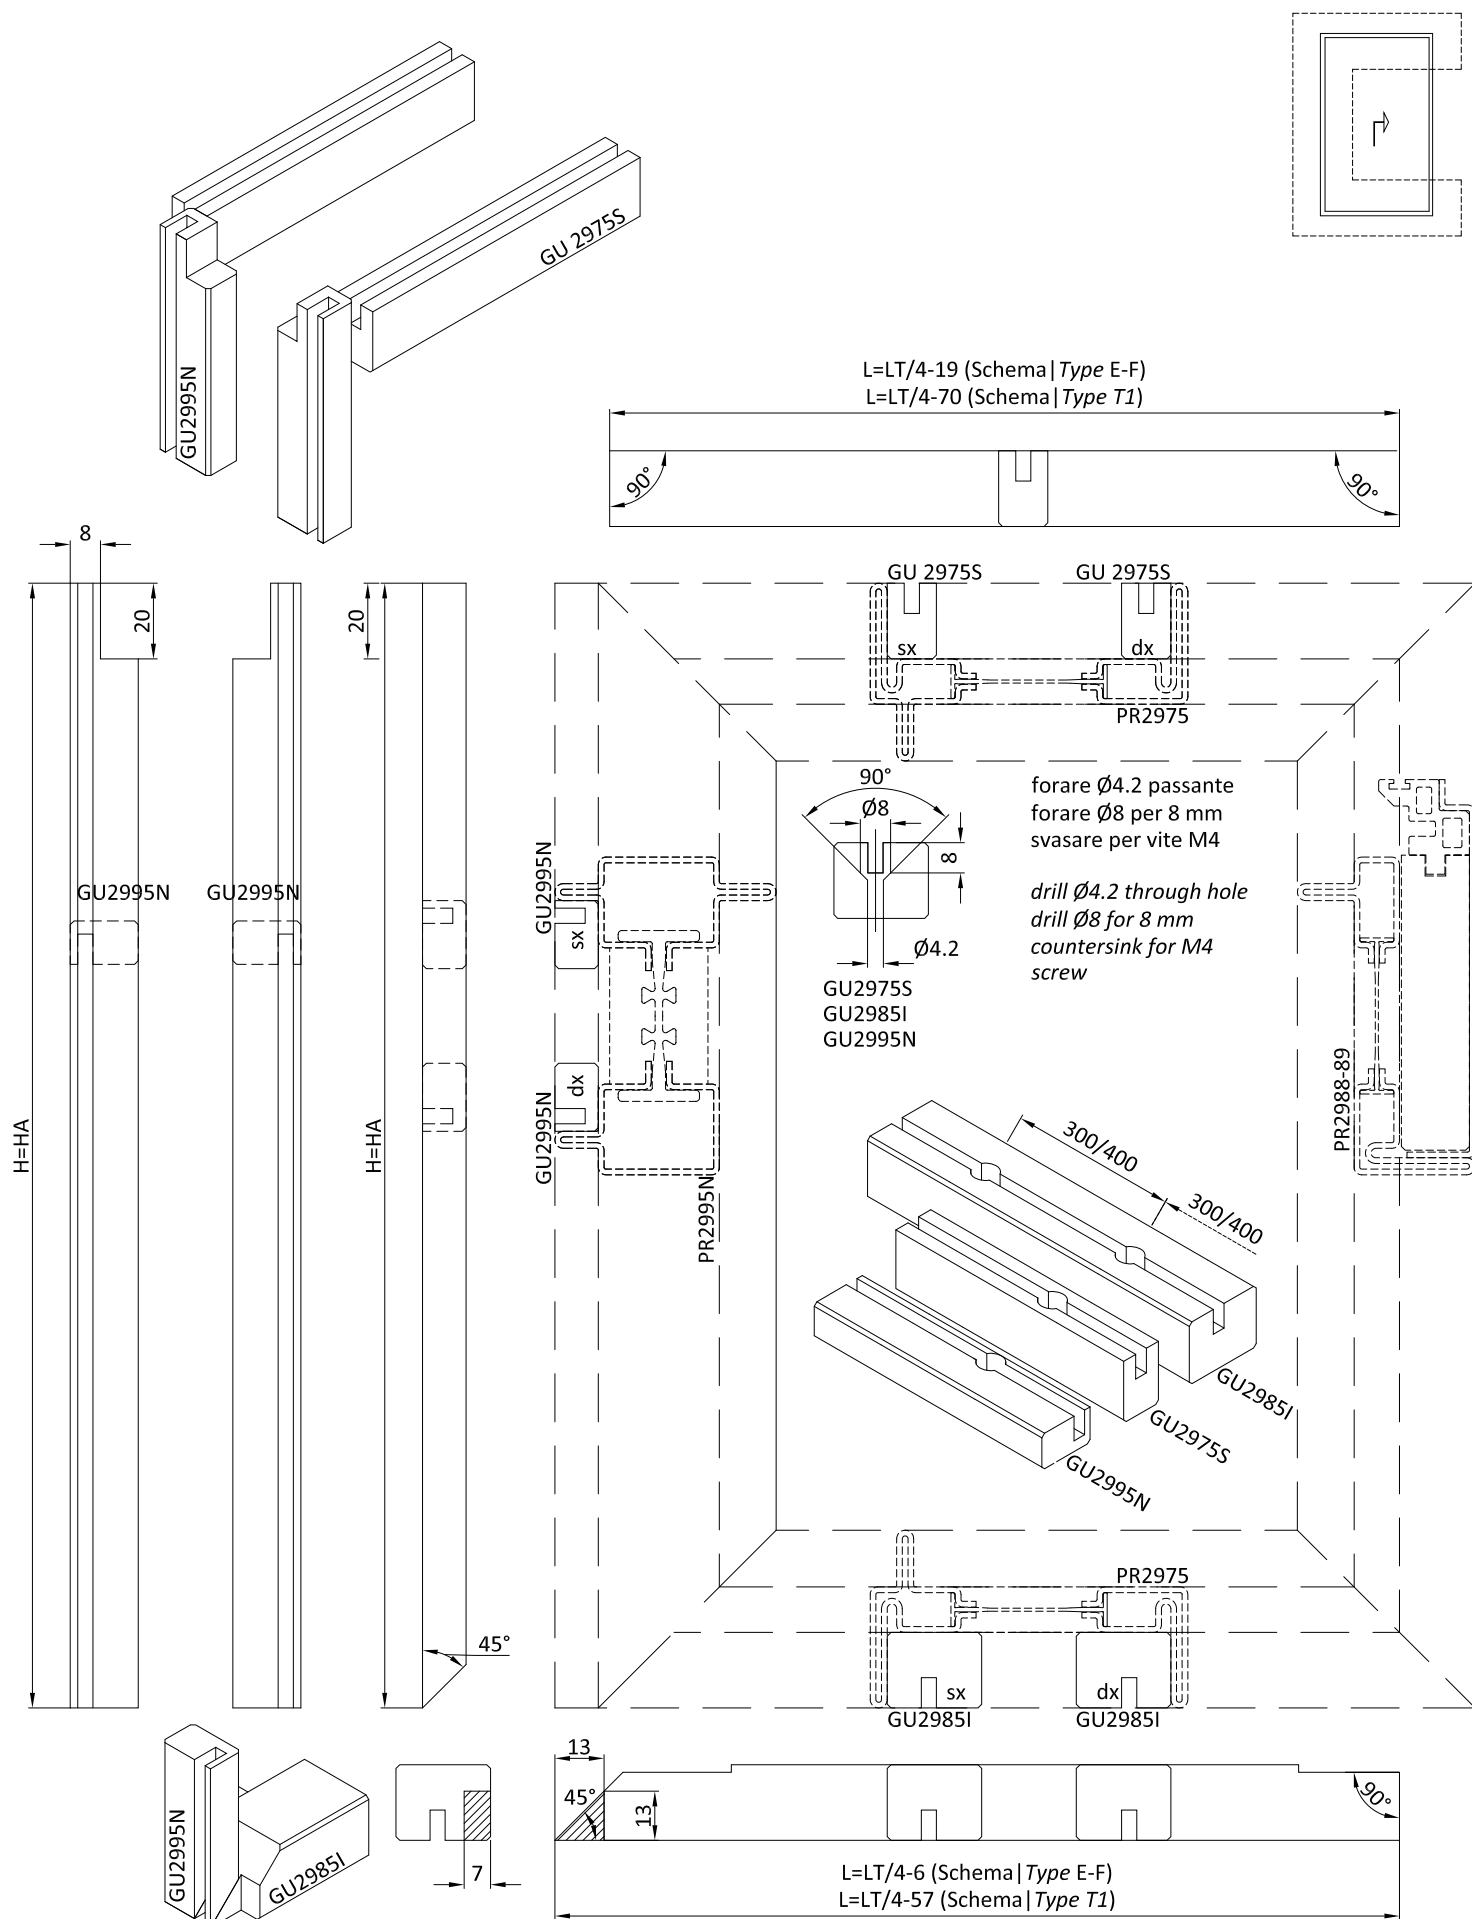 GU 2975S
GU2995N
L=LT/4-19 (Schema|Type E-F)
L=LT/4-70 (Schema|Type T1)
90°
90°
8
20
20
GU 2975S
GU 2975S
sx
dx
PR2975
90°
Ø8
8
Ø4.2
GU2975S
GU2985I
GU2995N
forare Ø4.2 passante
forare Ø8 per 8 mm
svasare per vite M4
drill Ø4.2 through hole
drill Ø8 for 8 mm
countersink for M4
screw
GU2995N
GU2995N
GU2995N
sx
dx
GU2995N
PR2995N
H=HA
H=HA
PR2988-89
300/400
300/400
GU2985I
GU2975S
GU2995N
45°
PR2975
sx
dx
GU2985I
GU2985I
GU2995N
GU2985I
7
13
45°
13
90°
L=LT/4-6 (Schema|Type E-F)
L=LT/4-57 (Schema|Type T1)